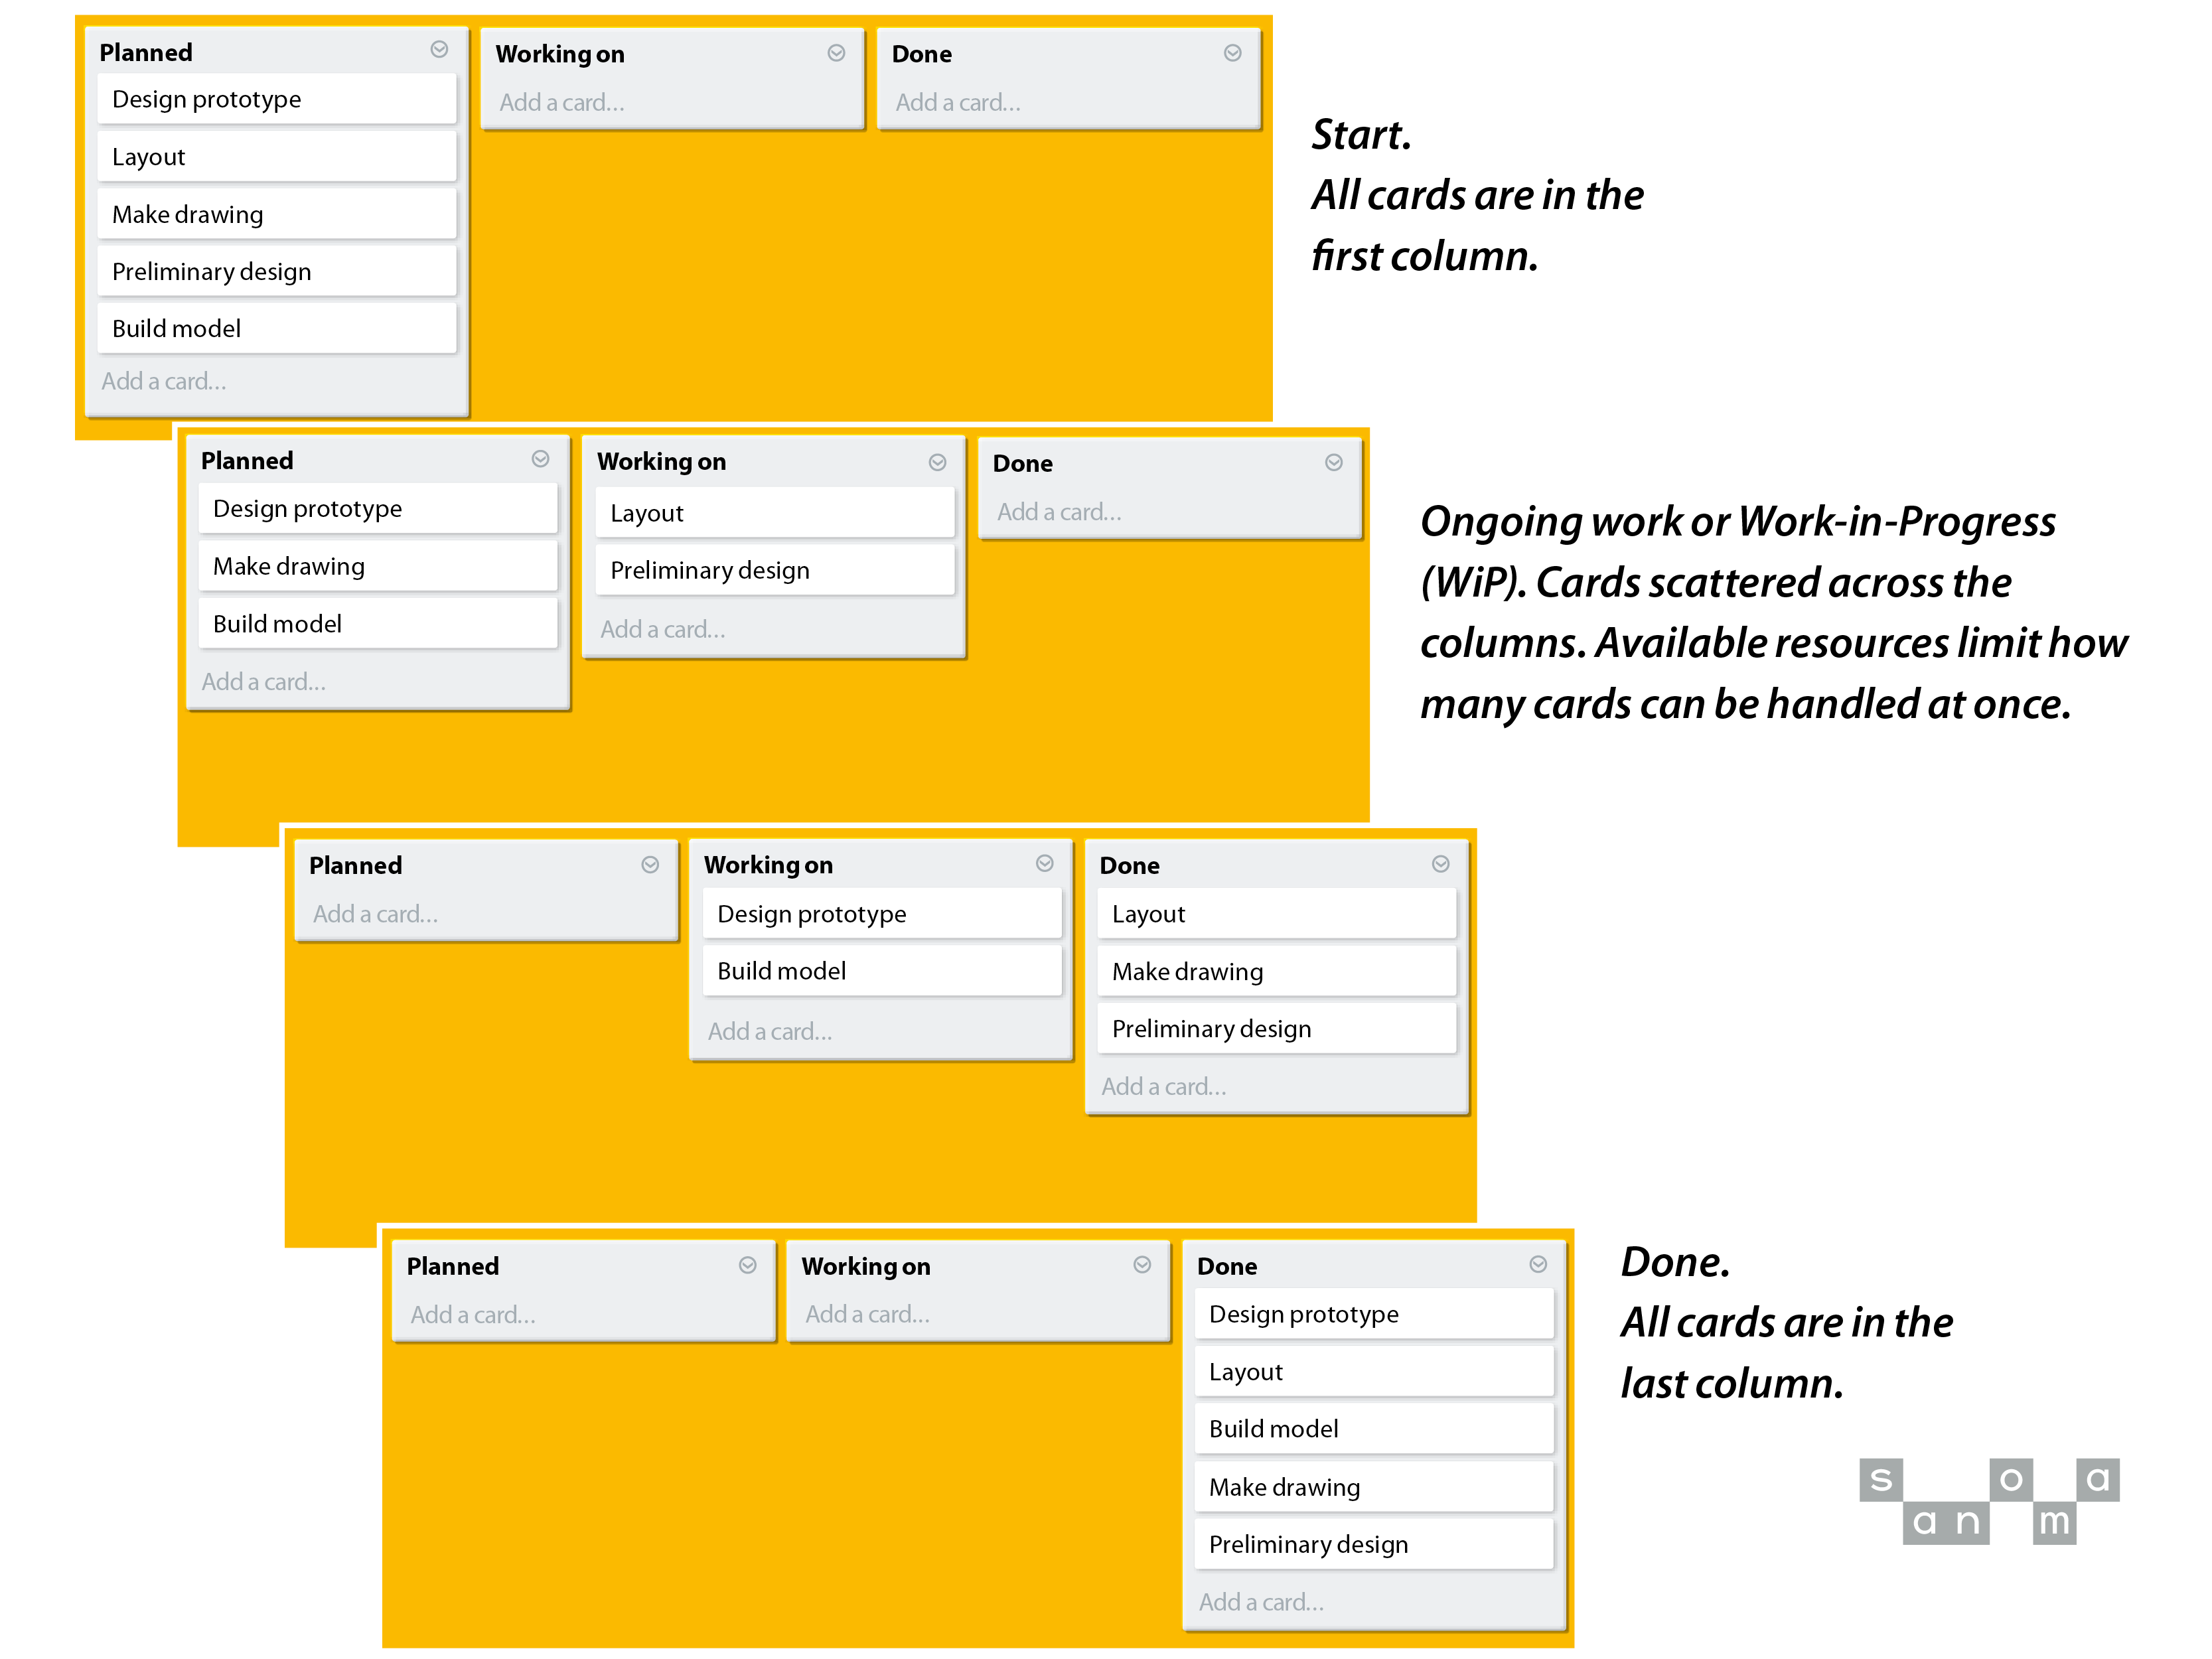 Planned
Design prototype
Layout
Make drawing
Preliminary design
Build model
Add a card...
Working on
Add a card...
Done
Add a card...
Start.
All cards are in the
first column.
Planned
Design prototype
Make drawing
Build model
Add a card...
Working on
Layout
Preliminary design
Add a card...
Done
Add a card...
Ongoing work or Work-in-Progress
(WiP). Cards scattered across the
columns. Available resources limit how
many cards can be handled at once.
Planned
Add a card...
Working on
Design prototype
Build model
Add a card...
Done
Layout
Make drawing
Preliminary design
Add a card...
Planned
Add a card...
Working on
Add a card...
Done
Design prototype
Layout
Build model
Make drawing
Preliminary design
Add a card...
Done.
All cards are in the
last column.
sanoma